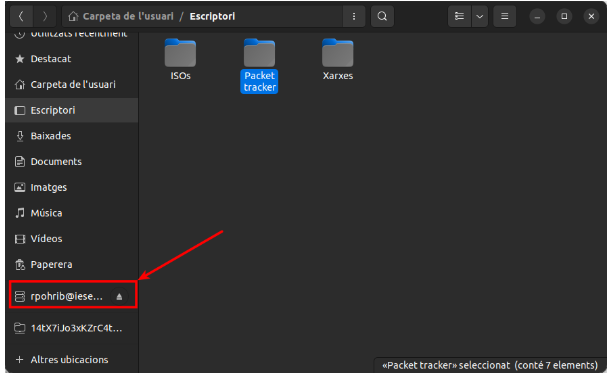 Carpeta de l'usuari / Escriptori
Utilitzats recentment
Destacat
Carpeta de l'usuari
Escriptori
Baixades
Documents
Imatges
Música
Vídeos
Paperera
rpohrib@iese...
14tX7iJo3xKZrC4t...
+ Altres ubicacions
ISOs
Packet
tracker
Xarxes
«Packet tracker» seleccionat (conté 7 elements)